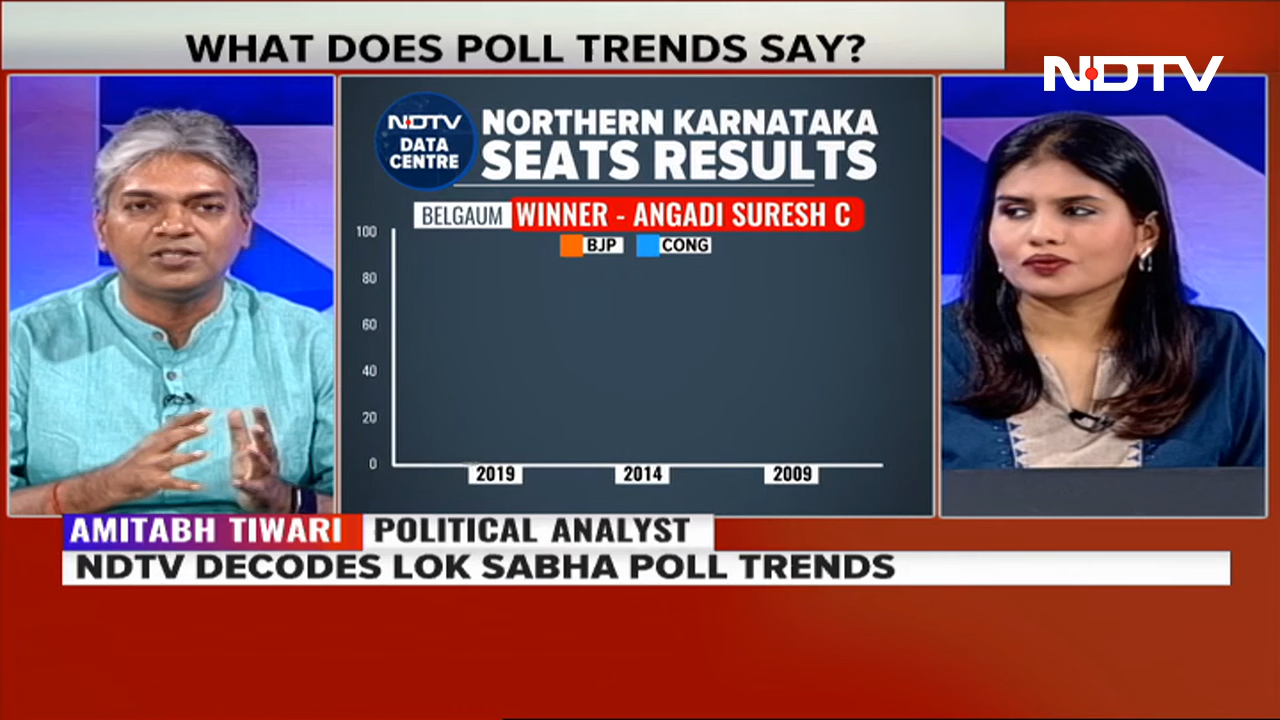 WHAT DOES POLL TRENDS SAY?
NDTV
NDTV
DATA
CENTRE
NORTHERN KARNATAKA
SEATS RESULTS
BELGAUM WINNER - ANGADI SURESH C
BJP CONG
100
80
60
40
20
0
2019 2014 2009
AMITABH TIWARI POLITICAL ANALYST
NDTV DECODES LOK SABHA POLL TRENDS